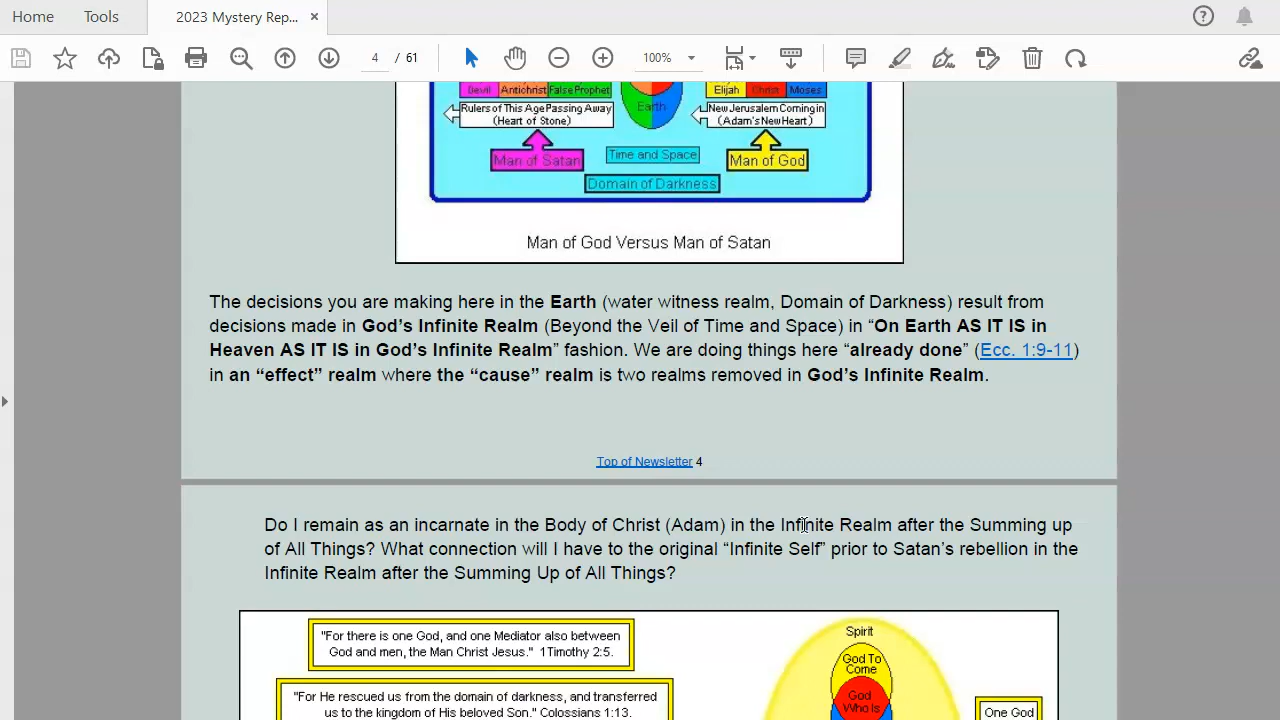 Home Tools 2023 Mystery Rep... ×
4 / 61 100%
Devil Antichrist False Prophet Earth Elijah Christ Moses
Rulers of This Age Passing Away
(Heart of Stone)
New Jerusalem Coming in
(Adam's New Heart)
Man of Satan Time and Space Man of God
Domain of Darkness
Man of God Versus Man of Satan
The decisions you are making here in the Earth (water witness realm, Domain of Darkness) result from
decisions made in God's Infinite Realm (Beyond the Veil of Time and Space) in “On Earth AS IT IS in
Heaven AS IT IS in God's Infinite Realm” fashion. We are doing things here “already done” (Ecc. 1:9-11)
in an “effect” realm where the “cause” realm is two realms removed in God's Infinite Realm.
Top of Newsletter 4
Do I remain as an incarnate in the Body of Christ (Adam) in the Infinite Realm after the Summing up
of All Things? What connection will I have to the original “Infinite Self” prior to Satan's rebellion in the
Infinite Realm after the Summing Up of All Things?
"For there is one God, and one Mediator also between
God and men, the Man Christ Jesus." 1Timothy 2:5.
"For He rescued us from the domain of darkness, and transferred
us to the kingdom of His beloved Son." Colossians 1:13.
Spirit
God To
Come
God
Who Is
One God